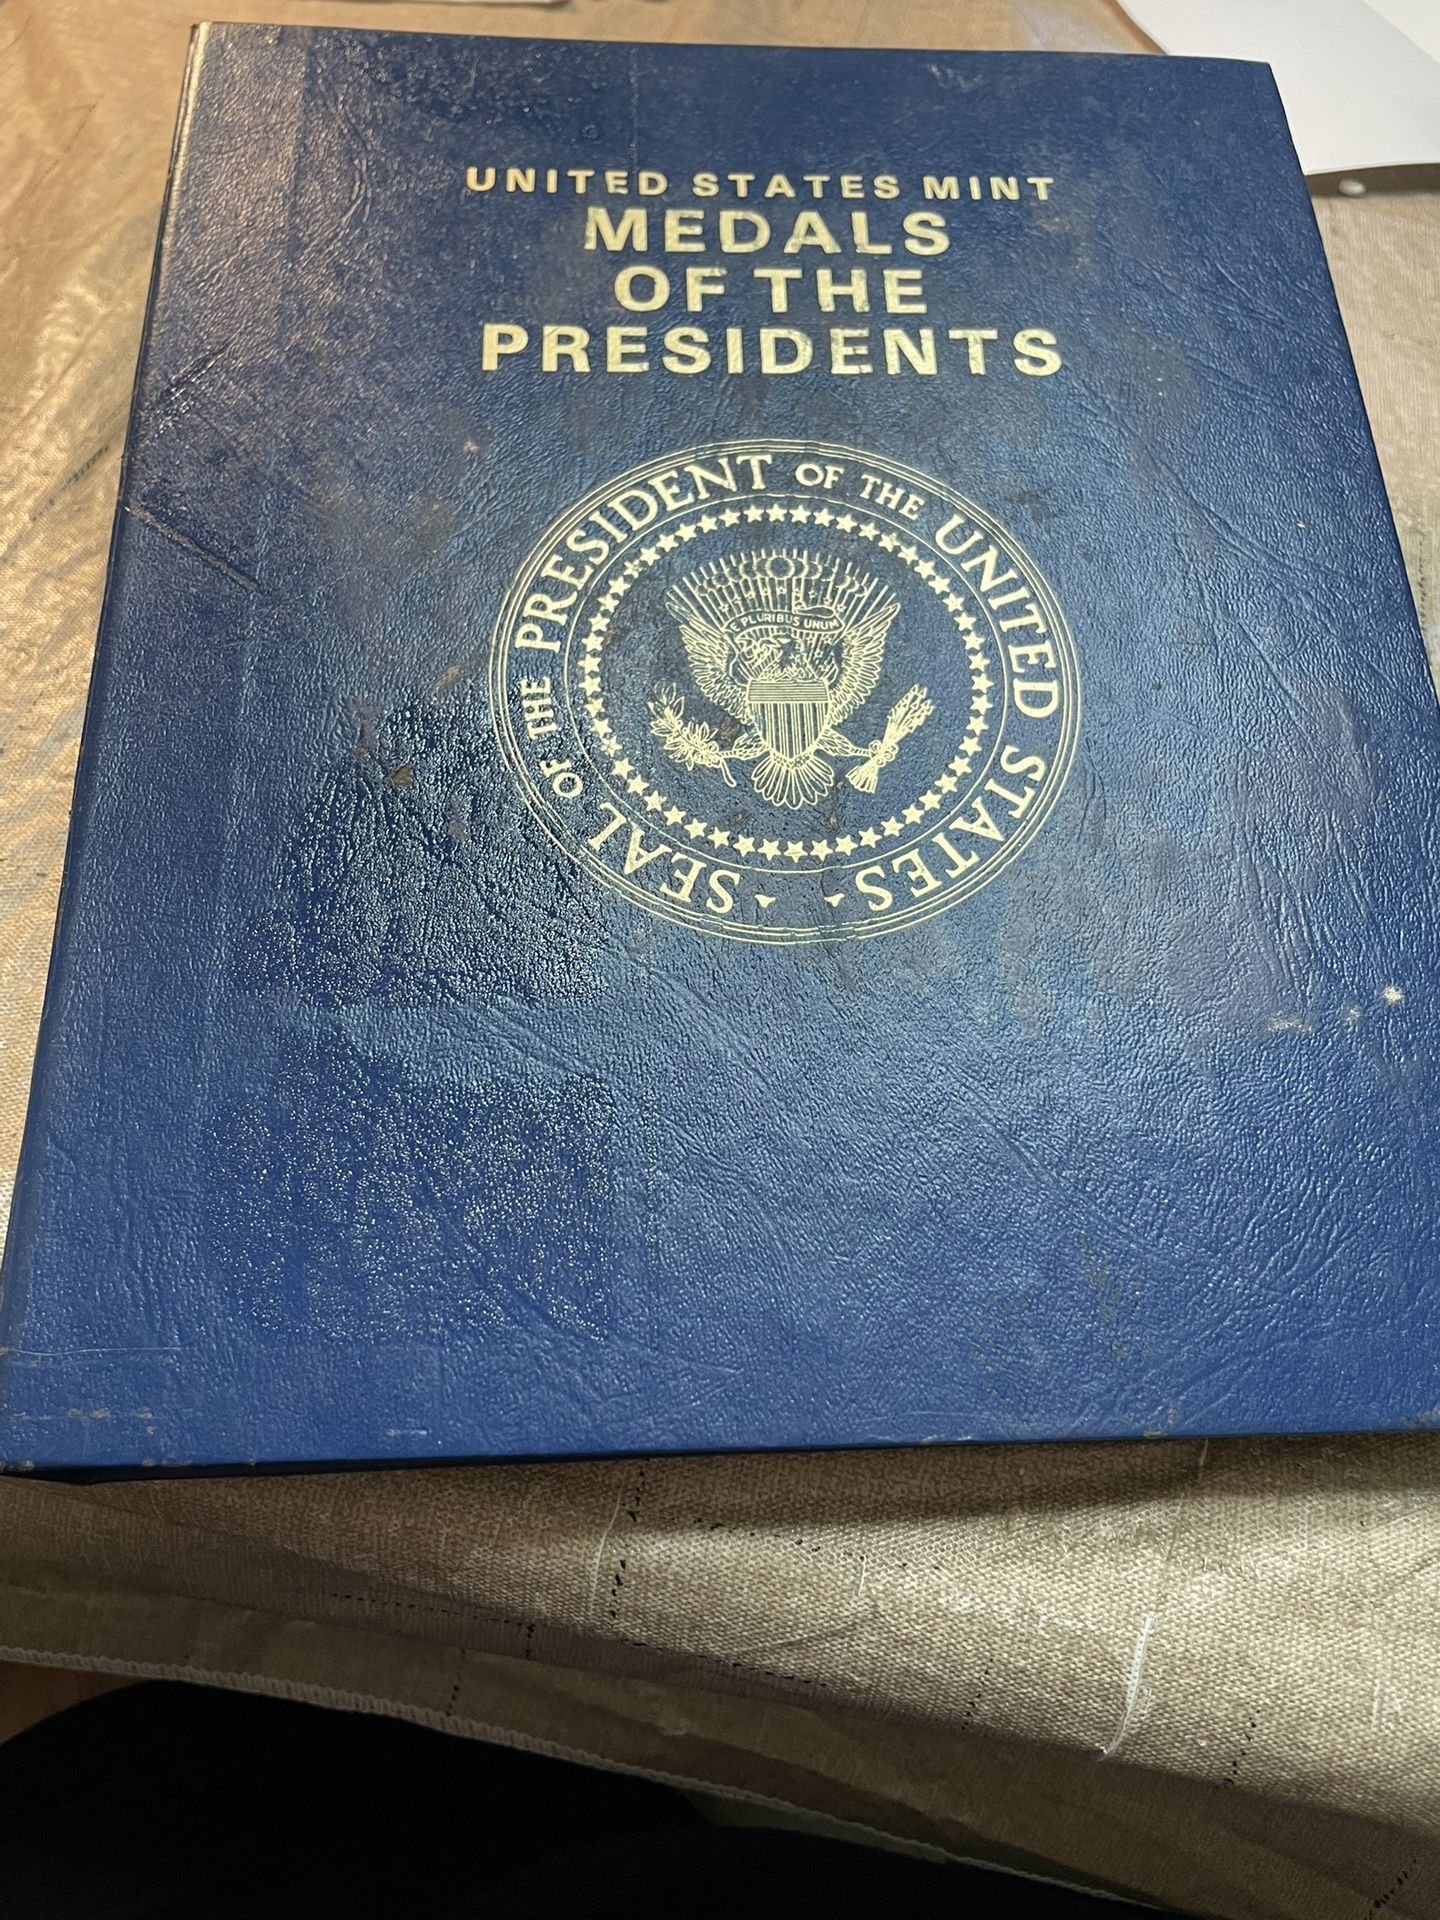 UNITED STATES MINT
MEDALS
OF THE
PRESIDENTS
SEAL OF THE PRESIDENT OF THE UNITED STATES
E PLURIBUS UNUM